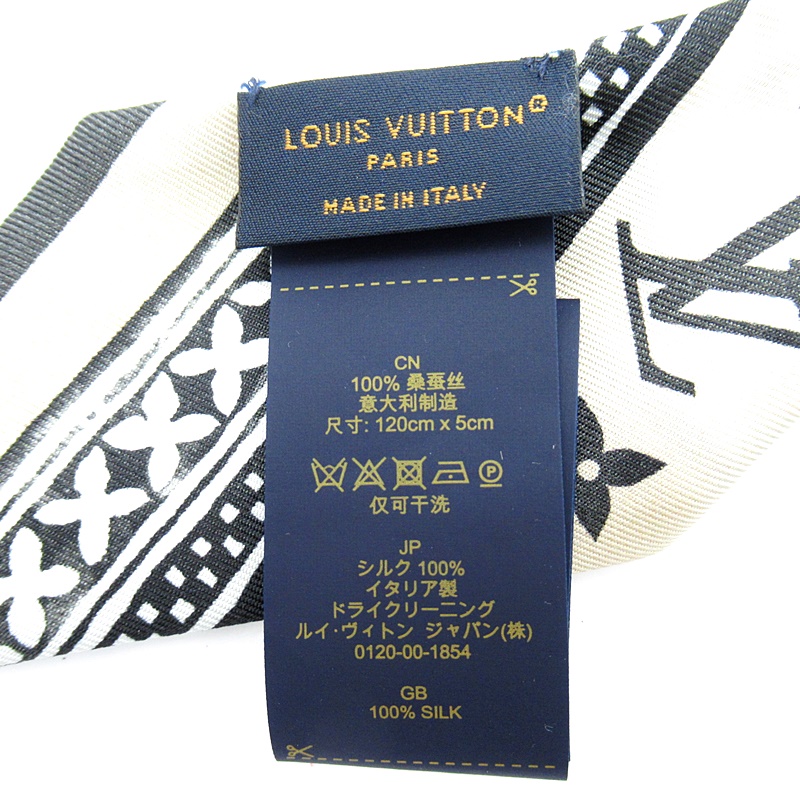 LOUIS VUITTON®
PARIS
MADE IN ITALY
CN
100% 桑蚕丝
意大利制造
尺寸: 120cm x 5cm
P
仅可干洗
JP
シルク 100%
イタリア製
ドライクリーニング
ルイ·ヴィトン ジャパン(株)
0120-00-1854
GB
100% SILK